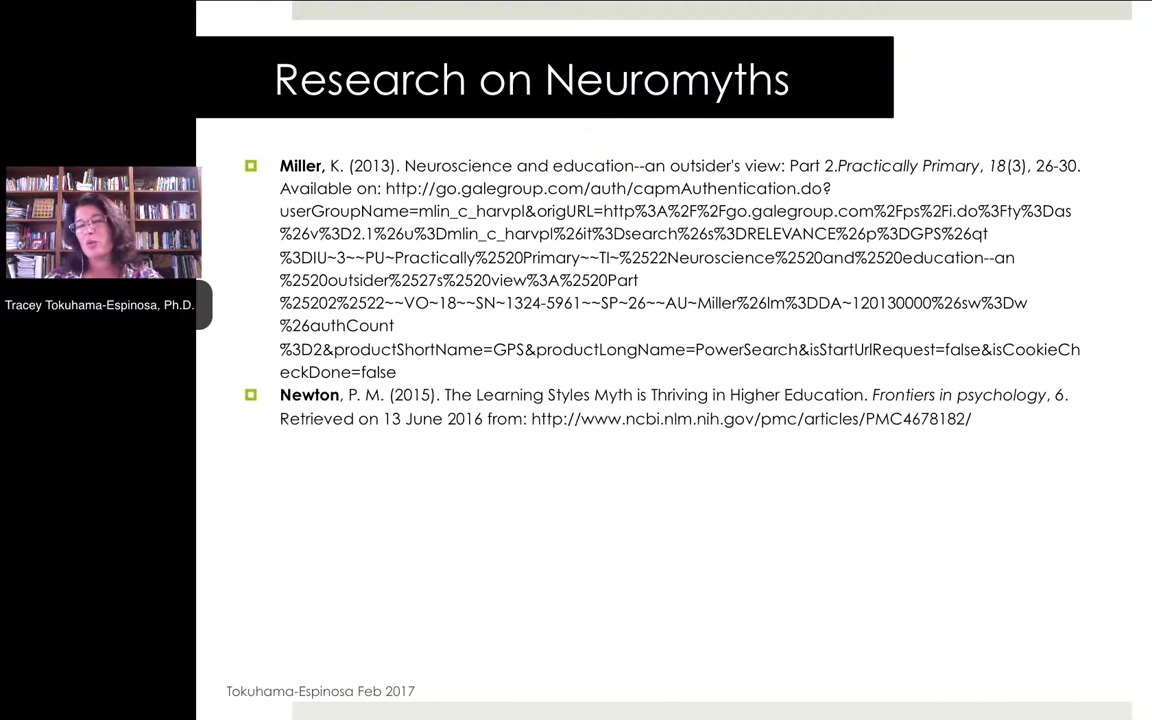 Research on Neuromyths
Miller, K. (2013). Neuroscience and education--an outsider's view: Part 2.Practically Primary, 18(3), 26-30.
Available on: http://go.galegroup.com/auth/capmAuthentication.do?
userGroupName=mlin_c_harvpl&origURL=http%3A%2F%2Fgo.galegroup.com%2Fps%2Fi.do%3Fty%3Das
%26v%3D2.1%26u%3Dmlin_c_harvpl%26it%3Dsearch%26s%3DRELEVANCE%26p%3DGPS%26qt
%3DIU~3~~PU~Practically%2520Primary~~TI~%2522Neuroscience%2520and%2520education--an
%2520outsider%2527s%2520view%3A%2520Part
%25202%2522~~VO~18~~SN~1324-5961~~SP~26~~AU~Miller%26lm%3DDA~120130000%26sw%3Dw
%26authCount
%3D2&productShortName=GPS&productLongName=PowerSearch&isStartUrlRequest=false&isCookieCh
eckDone=false
Newton, P. M. (2015). The Learning Styles Myth is Thriving in Higher Education. Frontiers in psychology, 6.
Retrieved on 13 June 2016 from: http://www.ncbi.nlm.nih.gov/pmc/articles/PMC4678182/
Tracey Tokuhama-Espinosa, Ph.D.
Tokuhama-Espinosa Feb 2017